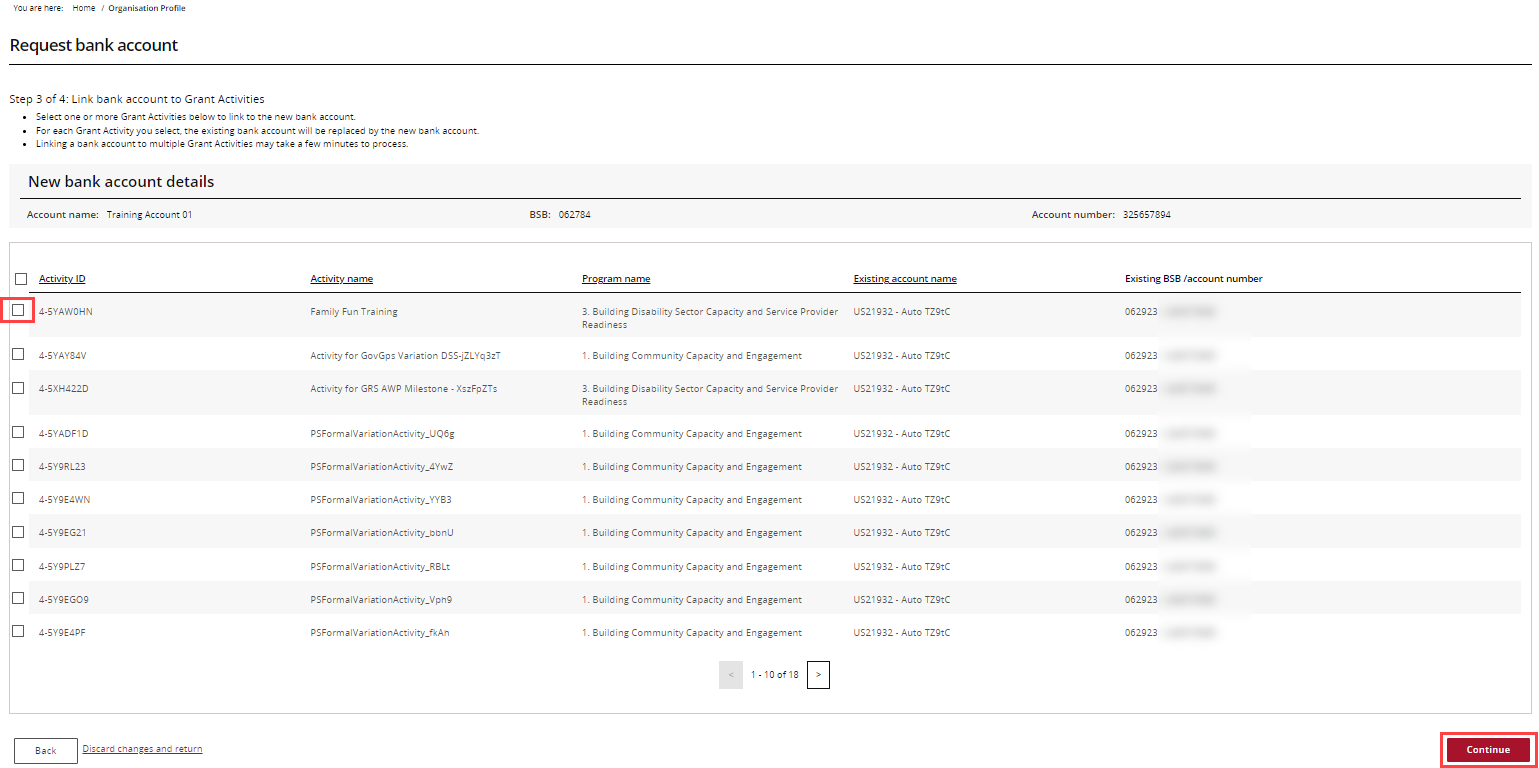 You are here: Home / Organisation Profile
Request bank account
Step 3 of 4: Link bank account to Grant Activities
• Select one or more Grant Activities below to link to the new bank account.
• For each Grant Activity you select, the existing bank account will be replaced by the new bank account.
• Linking a bank account to multiple Grant Activities may take a few minutes to process.
New bank account details
Account name: Training Account 01 BSB: 062784 Account number: 325657894
Activity ID Activity name Program name Existing account name Existing BSB /account number
4-5YAW0HN Family Fun Training 3. Building Disability Sector Capacity and Service Provider US21932 - Auto TZ9tC 062923
Readiness
4-5YAY84V Activity for GovGps Variation DSS-jZLYq3zT 1. Building Community Capacity and Engagement US21932 - Auto TZ9tC 062923
4-5XH422D Activity for GRS AWP Milestone - XszFpZTs 3. Building Disability Sector Capacity and Service Provider US21932 - Auto TZ9tC 062923
Readiness
4-5YADF1D PSFormalVariationActivity_UQ6g 1. Building Community Capacity and Engagement US21932 - Auto TZ9tC 062923
4-5Y9RL23 PSFormalVariationActivity_4YwZ 1. Building Community Capacity and Engagement US21932 - Auto TZ9tC 062923
4-5Y9E4WN PSFormalVariationActivity_YYB3 1. Building Community Capacity and Engagement US21932 - Auto TZ9tC 062923
4-5Y9EG21 PSFormalVariationActivity_bbnU 1. Building Community Capacity and Engagement US21932 - Auto TZ9tC 062923
4-5Y9PLZ7 PSFormalVariationActivity_RBLt 1. Building Community Capacity and Engagement US21932 - Auto TZ9tC 062923
4-5Y9EGO9 PSFormalVariationActivity_Vph9 1. Building Community Capacity and Engagement US21932 - Auto TZ9tC 062923
4-5Y9E4PF PSFormalVariationActivity_fkAh 1. Building Community Capacity and Engagement US21932 - Auto TZ9tC 062923
< 1 - 10 of 18 >
Back Discard changes and return Continue